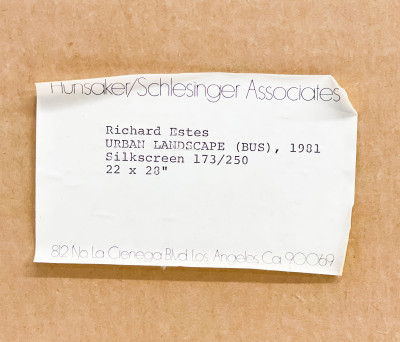 Hunsaker/Schlesinger Associates
Richard Estes
URBAN LANDSCAPE (BUS), 1981
Silkscreen 173/250
22 x 28"
812 No. La Cienega Blvd. Los Angeles Ca 90069